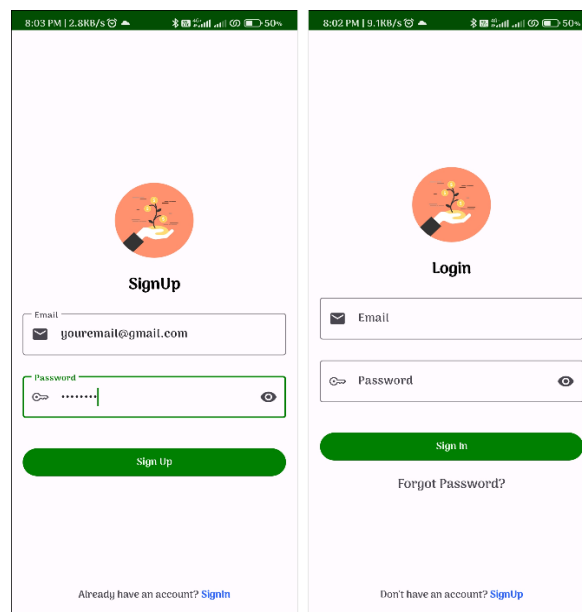 8:03 PM | 2.8KB/s
50%
SignUp
Email
youremail@gmail.com
Password
••••••••
Sign Up
Already have an account? SignIn
8:02 PM | 9.1KB/s
50%
Login
Email
Password
Sign In
Forgot Password?
Don't have an account? SignUp